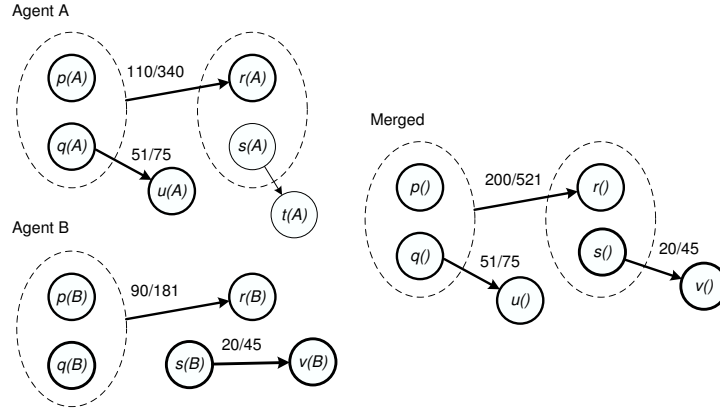 Agent A
p(A)
110/340
r(A)
q(A)
51/75
u(A)
s(A)
t(A)
Agent B
p(B)
90/181
r(B)
q(B)
s(B)
20/45
v(B)
Merged
p()
200/521
r()
q()
51/75
u()
s()
20/45
v()